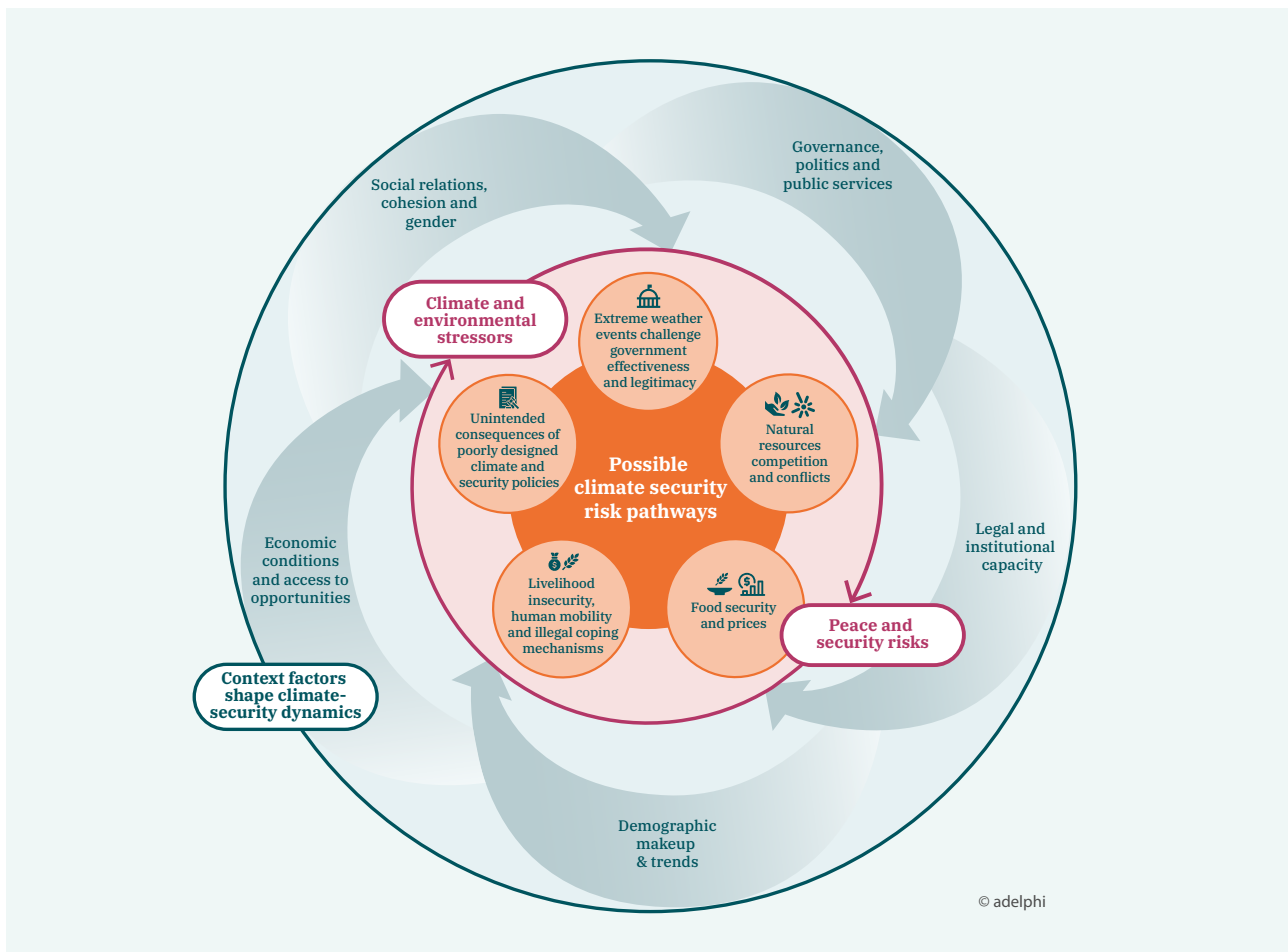 Governance,
politics and
public services
Social relations,
cohesion and
gender
Climate and
environmental
stressors
Extreme weather
events challenge
government
effectiveness
and legitimacy
Unintended
consequences of
poorly designed
climate and
security policies
Natural
resources
competition
and conflicts
Possible
climate security
risk pathways
Legal and
institutional
capacity
Economic
conditions
and access to
opportunities
Livelihood
insecurity,
human mobility
and illegal coping
mechanisms
Food security
and prices
Peace and
security risks
Context factors
shape climate-
security dynamics
Demographic
makeup
& trends
© adelphi